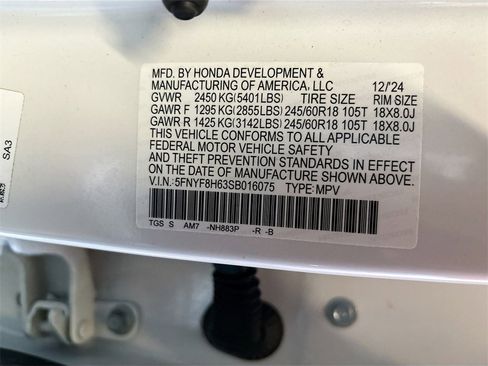 MFD. BY HONDA DEVELOPMENT &
MANUFACTURING OF AMERICA, LLC 12/'24
GVWR 2450 KG(5401LBS) TIRE SIZE RIM SIZE
GAWR F 1295 KG(2855LBS) 245/60R18 105T 18X8.0J
GAWR R 1425 KG(3142LBS) 245/60R18 105T 18X8.0J
THIS VEHICLE CONFORMS TO ALL APPLICABLE
FEDERAL MOTOR VEHICLE SAFETY, BUMPER,
AND THEFT PREVENTION STANDARDS IN EFFECT
ON THE DATE OF MANUFACTURE SHOWN ABOVE.
V.I.N.: 5FNYF8H63SB016075 TYPE: MPV
TGS S AM7 -NH883P -R -B
SA3